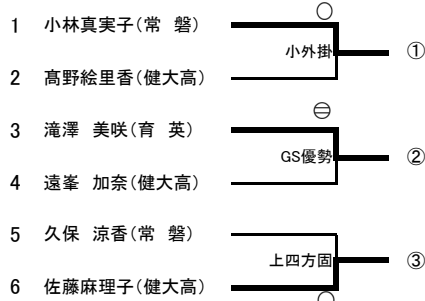 1 小林真実子(常 磐)
小外掛 ①
2 髙野絵里香(健大高)
3 滝澤 美咲(育 英)
GS優勢 ②
4 遠峯 加奈(健大高)
5 久保 涼香(常 磐)
上四方固 ③
6 佐藤麻理子(健大高)